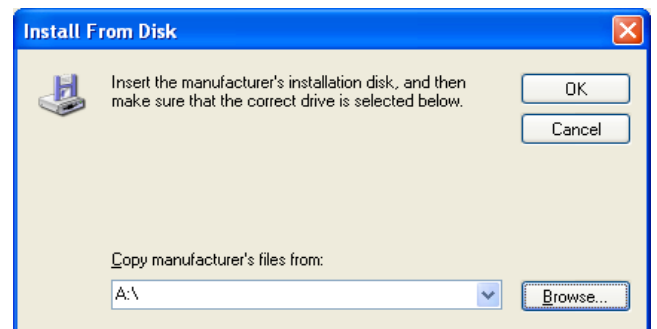 Install From Disk
Insert the manufacturer's installation disk, and then
make sure that the correct drive is selected below.
OK
Cancel
Copy manufacturer's files from:
A:\
Browse...